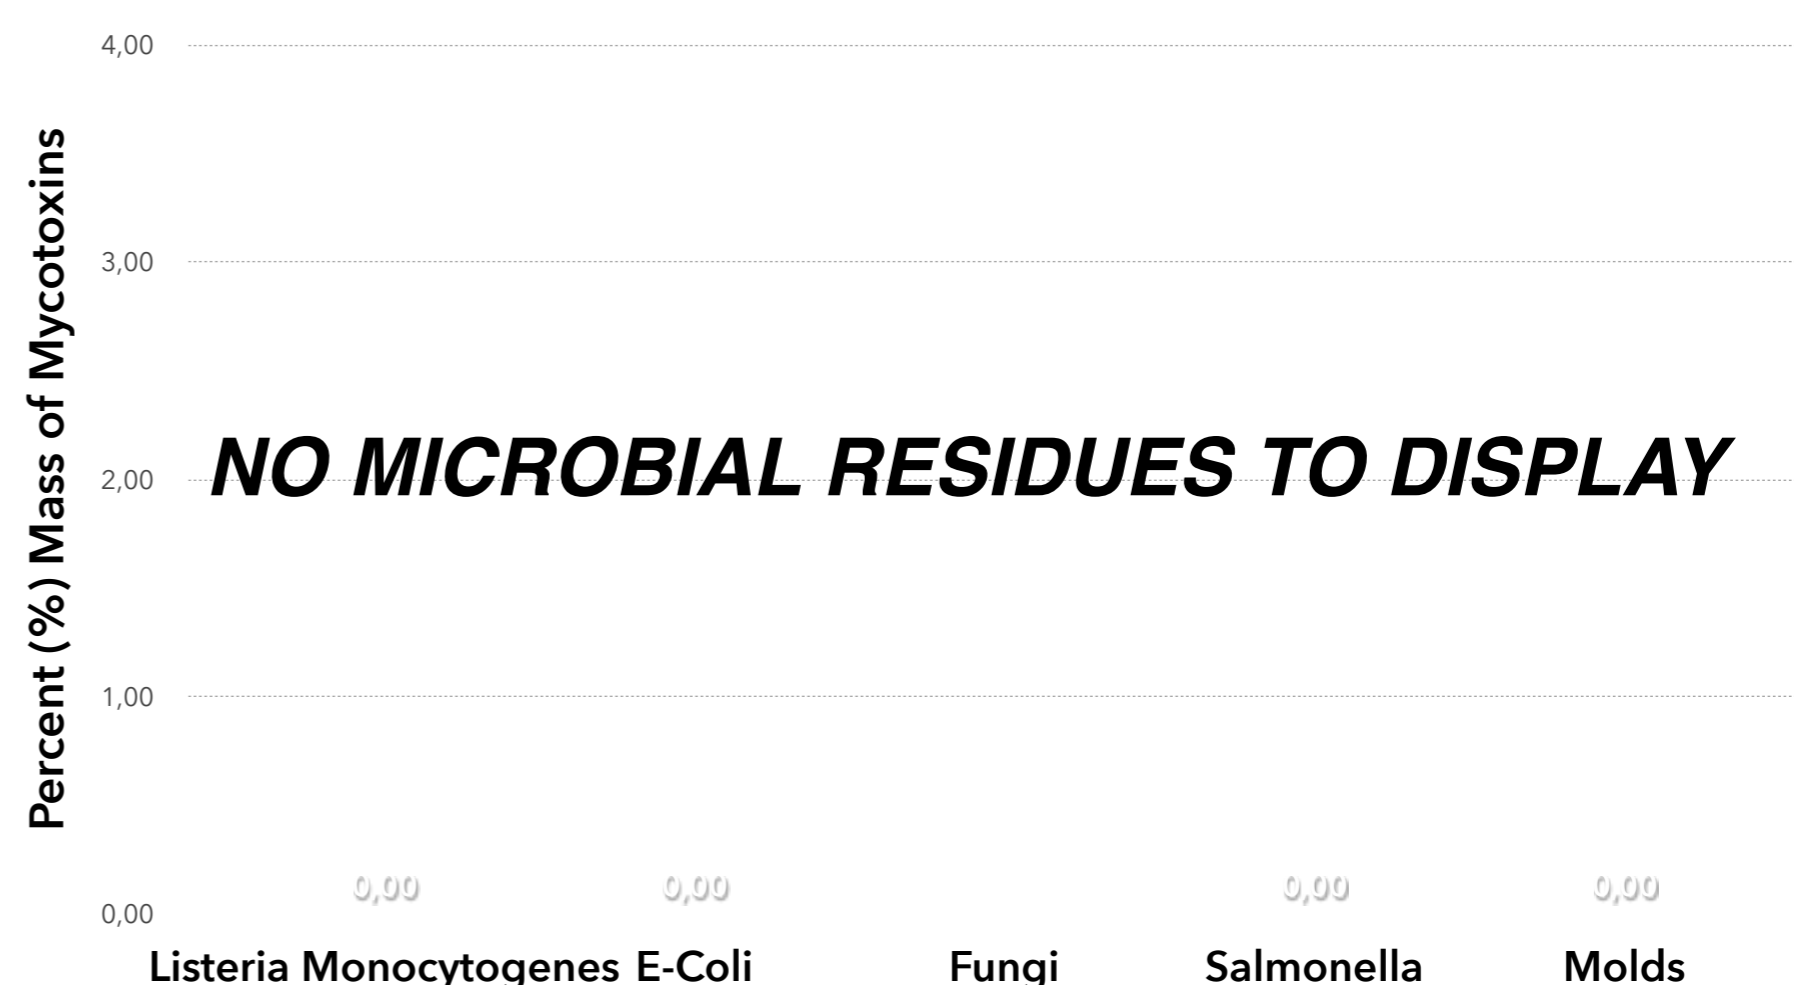 Percent (%) Mass of Mycotoxins
4,00
3,00
2,00
1,00
0,00
NO MICROBIAL RESIDUES TO DISPLAY
0,00 0,00 0,00 0,00
Listeria Monocytogenes E-Coli Fungi Salmonella Molds